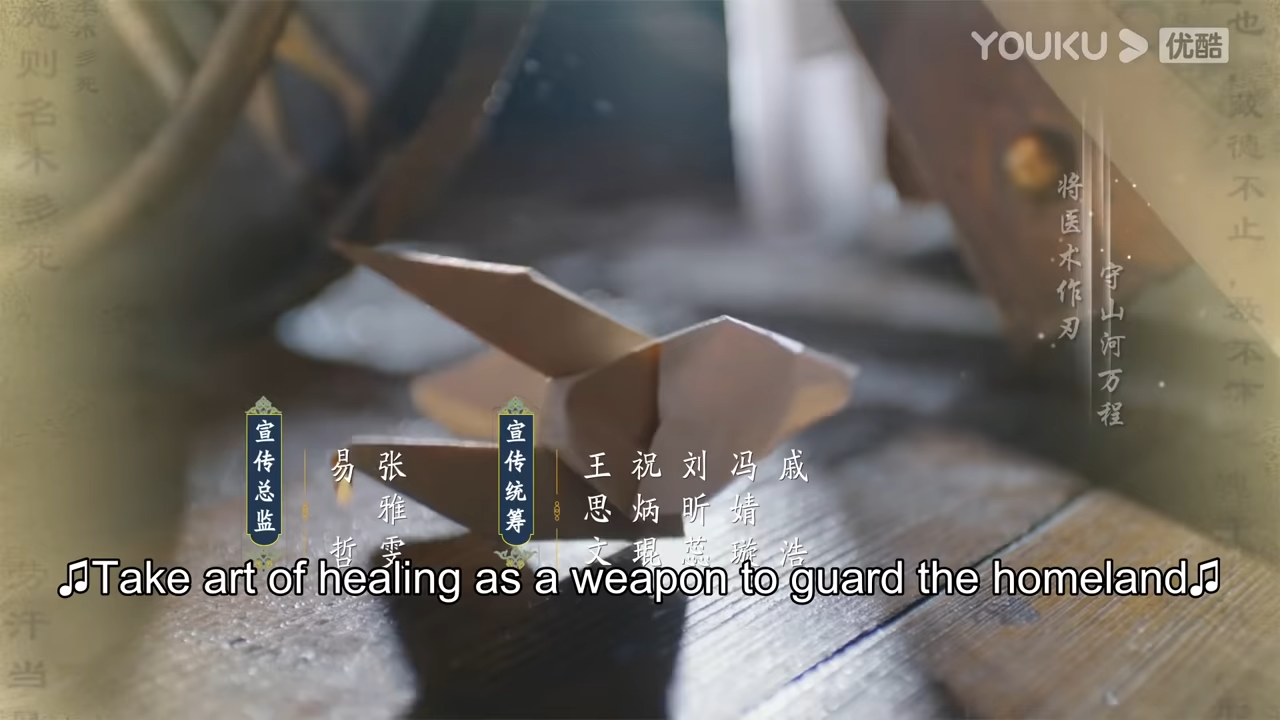 YOUKU 优酷
将医术作刃
守山河万程
宣传总监
易哲
张雅雯
宣传统筹
王思文
祝炳琨
刘昕蕊
冯婧璇
戚浩
♫Take art of healing as a weapon to guard the homeland♫